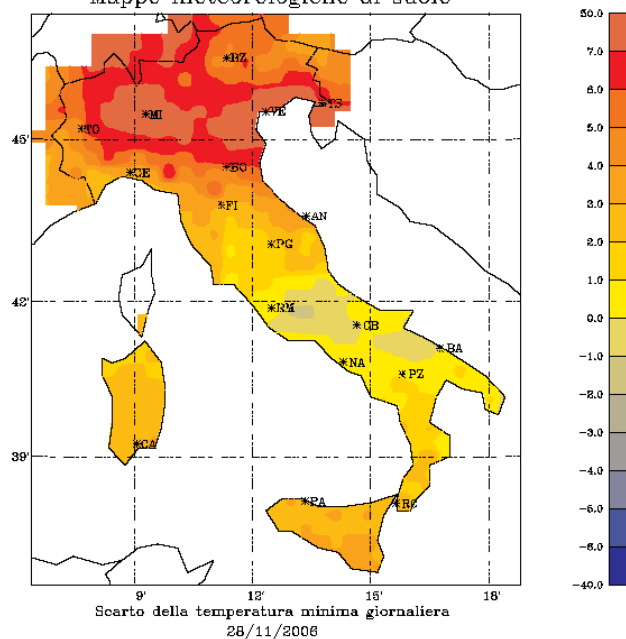 Mappe meteorologiche di suolo
BZ
TS
MI
VE
TO
45'
BO
GE
FI
AN
PG
42'
RM
CB
BA
NA
PZ
CA
39'
PA
RC
9'
12'
15'
18'
50.0
7.0
6.0
5.0
4.0
3.0
2.0
1.0
0.0
-1.0
-2.0
-3.0
-4.0
-5.0
-6.0
-40.0
Scarto della temperatura minima giornaliera
28/11/2006